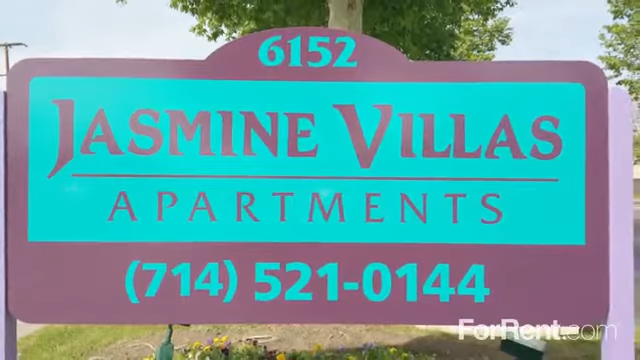 6152
JASMINE VILLAS
APARTMENTS
(714) 521-0144
ForRent.com